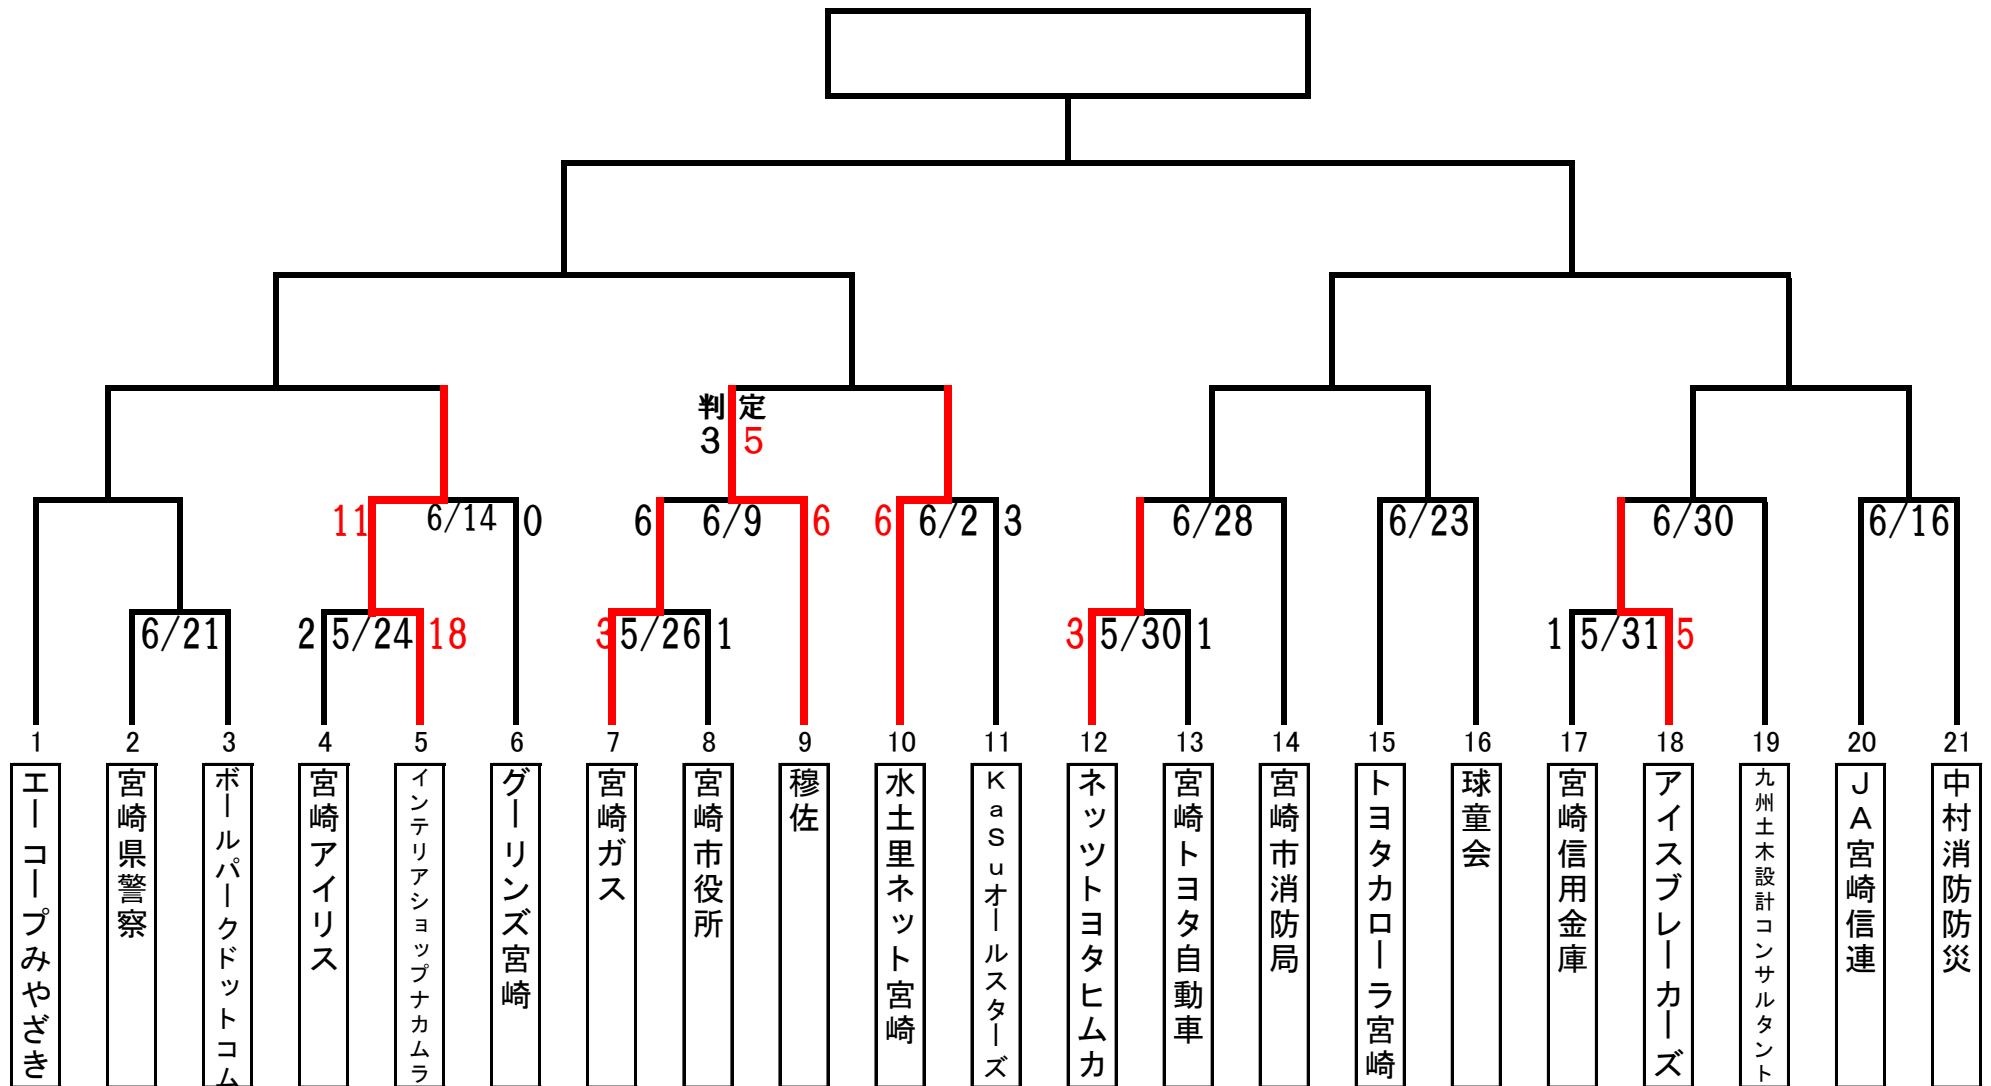 判定
3 5
11 6/14 0
6 6/9 6
6 6/2 3
6/28
6/23
6/30
6/16
6/21
2 5/24 18
3 5/26 1
3 5/30 1
1 5/31 5
1 2 3 4 5 6 7 8 9 10 11 12 13 14 15 16 17 18 19 20 21
エーコープみやざき
宮崎県警察
ボールパークドットコム
宮崎アイリス
インテリアショップナカムラ
グーリンズ宮崎
宮崎ガス
宮崎市役所
穆佐
水土里ネット宮崎
KaSuオールスターズ
ネッツトヨタヒムカ
宮崎トヨタ自動車
宮崎市消防局
トヨタカローラ宮崎
球童会
宮崎信用金庫
アイスブレーカーズ
九州土木設計コンサルタント
JA宮崎信連
中村消防防災